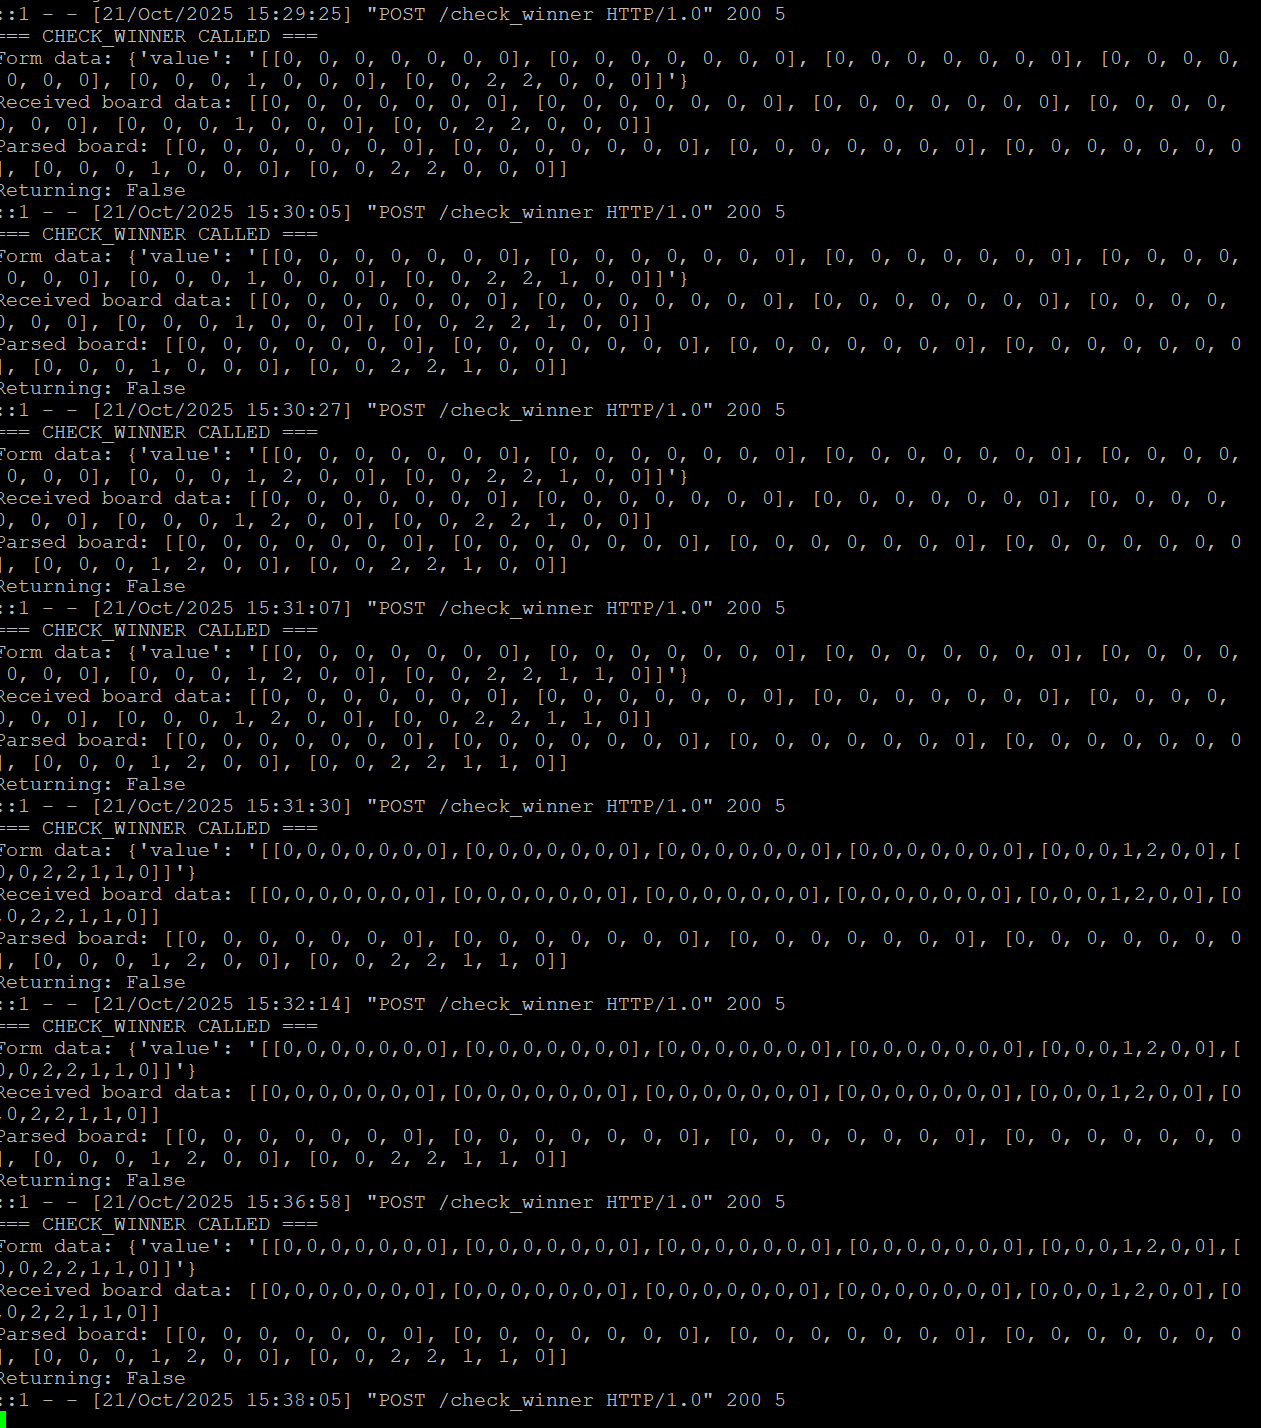 ::1 - - [21/Oct/2025 15:29:25] "POST /check_winner HTTP/1.0" 200 5
=== CHECK_WINNER CALLED ===
Form data: {'value': '[[0, 0, 0, 0, 0, 0, 0], [0, 0, 0, 0, 0, 0, 0], [0, 0, 0, 0, 0, 0, 0], [0, 0, 0, 0,
 0, 0, 0], [0, 0, 0, 1, 0, 0, 0], [0, 0, 2, 2, 0, 0, 0]]'}
Received board data: [[0, 0, 0, 0, 0, 0, 0], [0, 0, 0, 0, 0, 0, 0], [0, 0, 0, 0, 0, 0, 0], [0, 0, 0, 0,
0, 0, 0], [0, 0, 0, 1, 0, 0, 0], [0, 0, 2, 2, 0, 0, 0]]
Parsed board: [[0, 0, 0, 0, 0, 0, 0], [0, 0, 0, 0, 0, 0, 0], [0, 0, 0, 0, 0, 0, 0], [0, 0, 0, 0, 0, 0, 0
], [0, 0, 0, 1, 0, 0, 0], [0, 0, 2, 2, 0, 0, 0]]
Returning: False
::1 - - [21/Oct/2025 15:30:05] "POST /check_winner HTTP/1.0" 200 5
=== CHECK_WINNER CALLED ===
Form data: {'value': '[[0, 0, 0, 0, 0, 0, 0], [0, 0, 0, 0, 0, 0, 0], [0, 0, 0, 0, 0, 0, 0], [0, 0, 0, 0,
 0, 0, 0], [0, 0, 0, 1, 0, 0, 0], [0, 0, 2, 2, 1, 0, 0]]'}
Received board data: [[0, 0, 0, 0, 0, 0, 0], [0, 0, 0, 0, 0, 0, 0], [0, 0, 0, 0, 0, 0, 0], [0, 0, 0, 0,
0, 0, 0], [0, 0, 0, 1, 0, 0, 0], [0, 0, 2, 2, 1, 0, 0]]
Parsed board: [[0, 0, 0, 0, 0, 0, 0], [0, 0, 0, 0, 0, 0, 0], [0, 0, 0, 0, 0, 0, 0], [0, 0, 0, 0, 0, 0, 0
], [0, 0, 0, 1, 0, 0, 0], [0, 0, 2, 2, 1, 0, 0]]
Returning: False
::1 - - [21/Oct/2025 15:30:27] "POST /check_winner HTTP/1.0" 200 5
=== CHECK_WINNER CALLED ===
Form data: {'value': '[[0, 0, 0, 0, 0, 0, 0], [0, 0, 0, 0, 0, 0, 0], [0, 0, 0, 0, 0, 0, 0], [0, 0, 0, 0,
 0, 0, 0], [0, 0, 0, 1, 2, 0, 0], [0, 0, 2, 2, 1, 0, 0]]'}
Received board data: [[0, 0, 0, 0, 0, 0, 0], [0, 0, 0, 0, 0, 0, 0], [0, 0, 0, 0, 0, 0, 0], [0, 0, 0, 0,
0, 0, 0], [0, 0, 0, 1, 2, 0, 0], [0, 0, 2, 2, 1, 0, 0]]
Parsed board: [[0, 0, 0, 0, 0, 0, 0], [0, 0, 0, 0, 0, 0, 0], [0, 0, 0, 0, 0, 0, 0], [0, 0, 0, 0, 0, 0, 0
], [0, 0, 0, 1, 2, 0, 0], [0, 0, 2, 2, 1, 0, 0]]
Returning: False
::1 - - [21/Oct/2025 15:31:07] "POST /check_winner HTTP/1.0" 200 5
=== CHECK_WINNER CALLED ===
Form data: {'value': '[[0, 0, 0, 0, 0, 0, 0], [0, 0, 0, 0, 0, 0, 0], [0, 0, 0, 0, 0, 0, 0], [0, 0, 0, 0,
 0, 0, 0], [0, 0, 0, 1, 2, 0, 0], [0, 0, 2, 2, 1, 1, 0]]'}
Received board data: [[0, 0, 0, 0, 0, 0, 0], [0, 0, 0, 0, 0, 0, 0], [0, 0, 0, 0, 0, 0, 0], [0, 0, 0, 0,
0, 0, 0], [0, 0, 0, 1, 2, 0, 0], [0, 0, 2, 2, 1, 1, 0]]
Parsed board: [[0, 0, 0, 0, 0, 0, 0], [0, 0, 0, 0, 0, 0, 0], [0, 0, 0, 0, 0, 0, 0], [0, 0, 0, 0, 0, 0, 0
], [0, 0, 0, 1, 2, 0, 0], [0, 0, 2, 2, 1, 1, 0]]
Returning: False
::1 - - [21/Oct/2025 15:31:30] "POST /check_winner HTTP/1.0" 200 5
=== CHECK_WINNER CALLED ===
Form data: {'value': '[[0,0,0,0,0,0,0],[0,0,0,0,0,0,0],[0,0,0,0,0,0,0],[0,0,0,0,0,0,0],[0,0,0,1,2,0,0],[
0,0,2,2,1,1,0]]'}
Received board data: [[0,0,0,0,0,0,0],[0,0,0,0,0,0,0],[0,0,0,0,0,0,0],[0,0,0,0,0,0,0],[0,0,0,1,2,0,0],[0
,0,2,2,1,1,0]]
Parsed board: [[0, 0, 0, 0, 0, 0, 0], [0, 0, 0, 0, 0, 0, 0], [0, 0, 0, 0, 0, 0, 0], [0, 0, 0, 0, 0, 0, 0
], [0, 0, 0, 1, 2, 0, 0], [0, 0, 2, 2, 1, 1, 0]]
Returning: False
::1 - - [21/Oct/2025 15:32:14] "POST /check_winner HTTP/1.0" 200 5
=== CHECK_WINNER CALLED ===
Form data: {'value': '[[0,0,0,0,0,0,0],[0,0,0,0,0,0,0],[0,0,0,0,0,0,0],[0,0,0,0,0,0,0],[0,0,0,1,2,0,0],[
0,0,2,2,1,1,0]]'}
Received board data: [[0,0,0,0,0,0,0],[0,0,0,0,0,0,0],[0,0,0,0,0,0,0],[0,0,0,0,0,0,0],[0,0,0,1,2,0,0],[0
,0,2,2,1,1,0]]
Parsed board: [[0, 0, 0, 0, 0, 0, 0], [0, 0, 0, 0, 0, 0, 0], [0, 0, 0, 0, 0, 0, 0], [0, 0, 0, 0, 0, 0, 0
], [0, 0, 0, 1, 2, 0, 0], [0, 0, 2, 2, 1, 1, 0]]
Returning: False
::1 - - [21/Oct/2025 15:36:58] "POST /check_winner HTTP/1.0" 200 5
=== CHECK_WINNER CALLED ===
Form data: {'value': '[[0,0,0,0,0,0,0],[0,0,0,0,0,0,0],[0,0,0,0,0,0,0],[0,0,0,0,0,0,0],[0,0,0,1,2,0,0],[
0,0,2,2,1,1,0]]'}
Received board data: [[0,0,0,0,0,0,0],[0,0,0,0,0,0,0],[0,0,0,0,0,0,0],[0,0,0,0,0,0,0],[0,0,0,1,2,0,0],[0
,0,2,2,1,1,0]]
Parsed board: [[0, 0, 0, 0, 0, 0, 0], [0, 0, 0, 0, 0, 0, 0], [0, 0, 0, 0, 0, 0, 0], [0, 0, 0, 0, 0, 0, 0
], [0, 0, 0, 1, 2, 0, 0], [0, 0, 2, 2, 1, 1, 0]]
Returning: False
::1 - - [21/Oct/2025 15:38:05] "POST /check_winner HTTP/1.0" 200 5